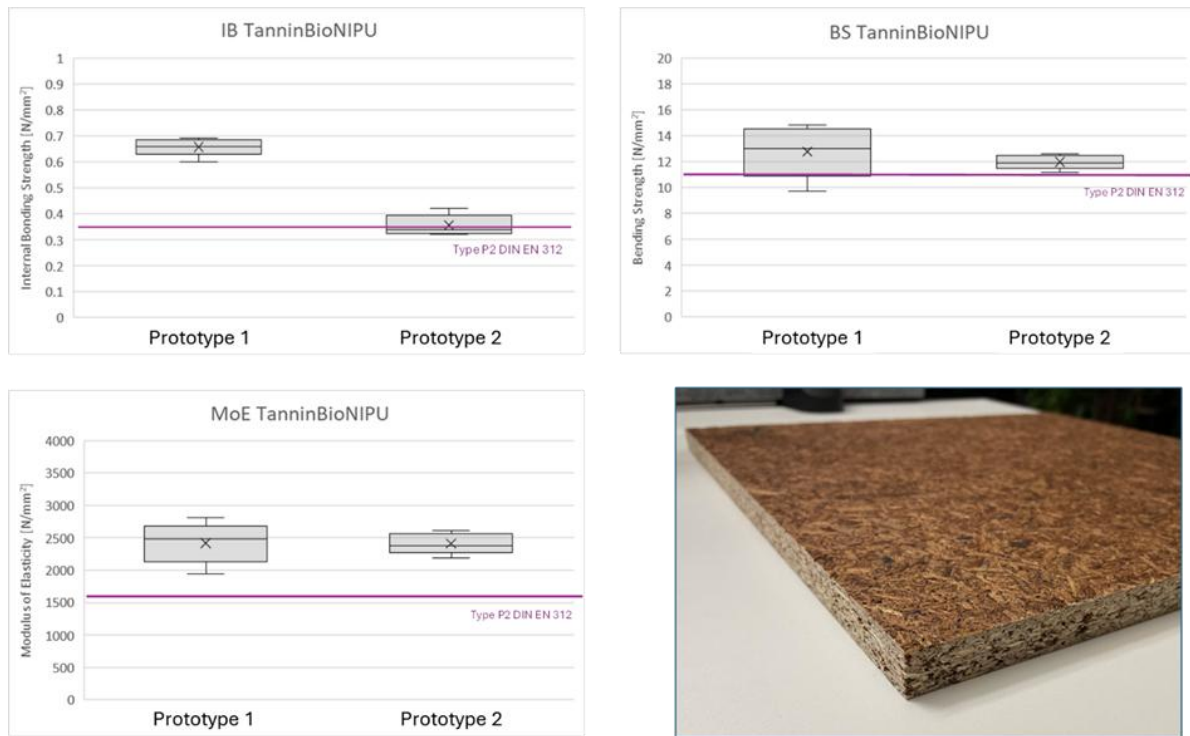 IB TanninBioNIPU
Internal Bonding Strength [N/mm²]
1
0.9
0.8
0.7
0.6
0.5
0.4
0.3
0.2
0.1
0
Type P2 DIN EN 312
Prototype 1 Prototype 2
BS TanninBioNIPU
Bending Strength [N/mm²]
20
18
16
14
12
10
8
6
4
2
0
Type P2 DIN EN 312
Prototype 1 Prototype 2
MoE TanninBioNIPU
Modulus of Elasticity [N/mm²]
4000
3500
3000
2500
2000
1500
1000
500
0
Type P2 DIN EN 312
Prototype 1 Prototype 2